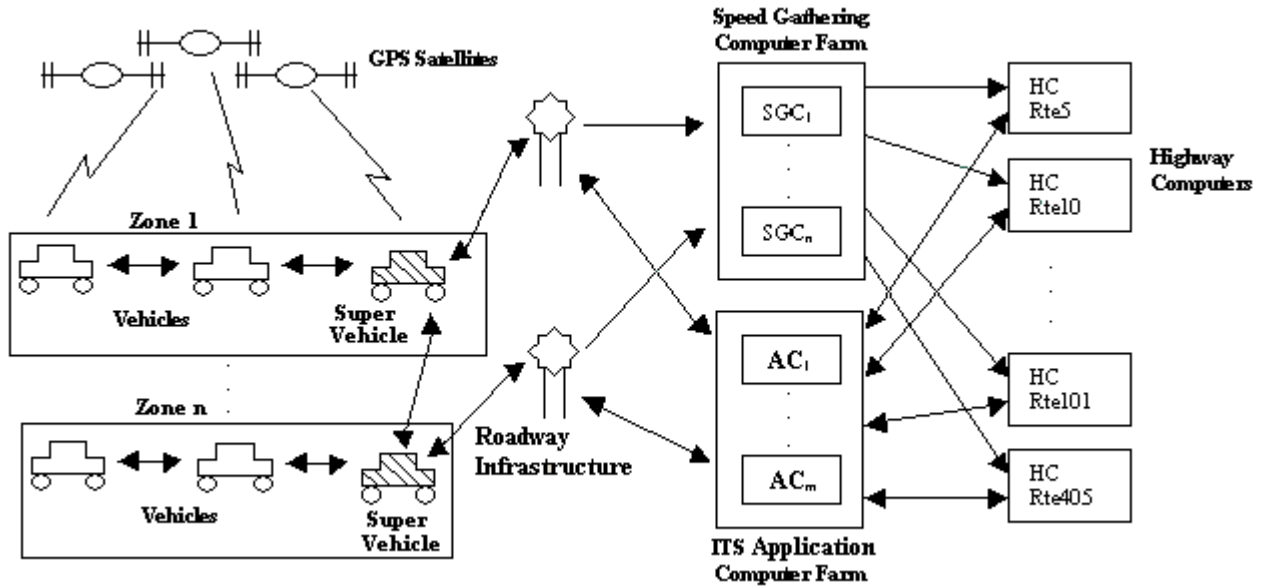 Speed Gathering
Computer Farm
GPS Satellites
SGC1
SGCn
HC
Rte5
HC
Rte10
Highway
Computers
Zone 1
Vehicles
Super
Vehicle
Zone n
Vehicles
Super
Vehicle
Roadway
Infrastructure
AC1
ACm
HC
Rte101
HC
Rte405
ITS Application
Computer Farm